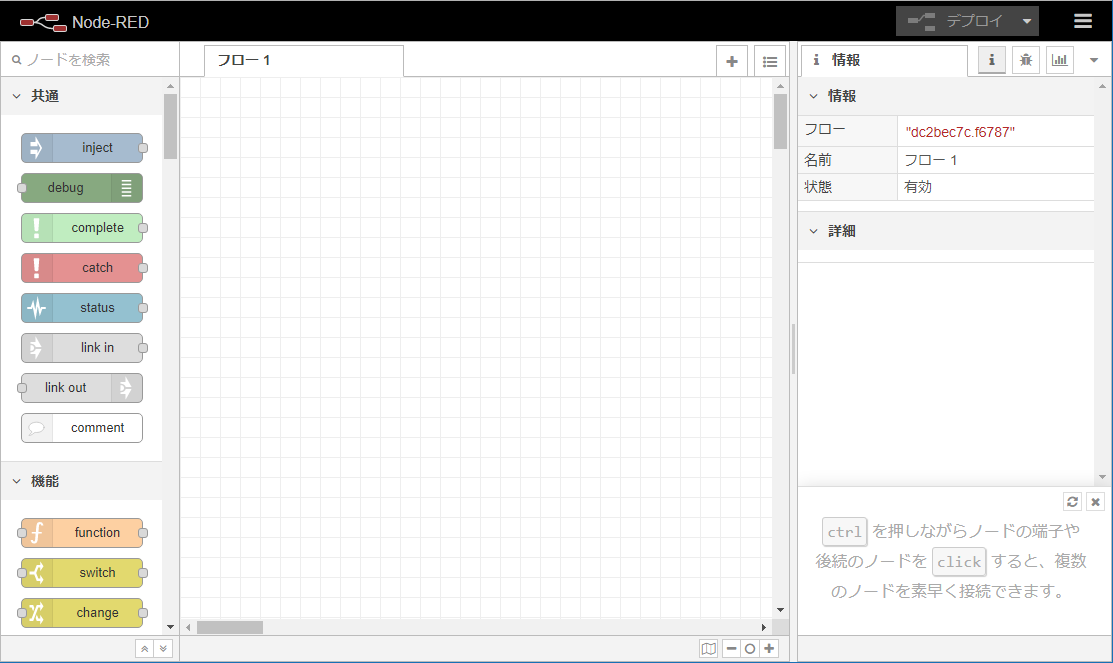 Node-RED
デプロイ
ノードを検索
フロー 1
情報
共通
inject
debug
complete
catch
status
link in
link out
comment
機能
function
switch
change
情報
フロー "dc2bec7c.f6787"
名前 フロー 1
状態 有効
詳細
ctrl を押しながらノードの端子や
後続のノードを click すると、複数
のノードを素早く接続できます。